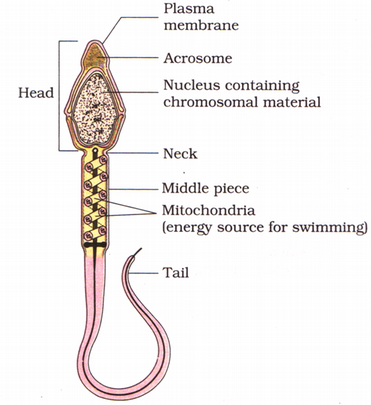 Plasma
membrane
Acrosome
Head
Nucleus containing
chromosomal material
Neck
Middle piece
Mitochondria
(energy source for swimming)
Tail